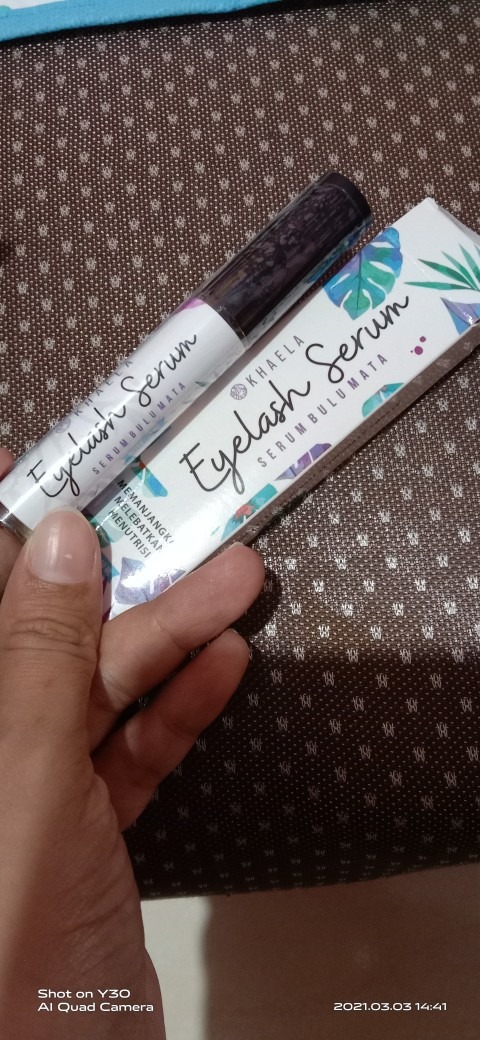 KHAELA
Eyelash Serum
SERUM BULU MATA
KHAELA
Eyelash Serum
SERUM BULU MATA
MELEBATKAN
MENUTRISI
Shot on Y30
AI Quad Camera
2021.03.03 14:41